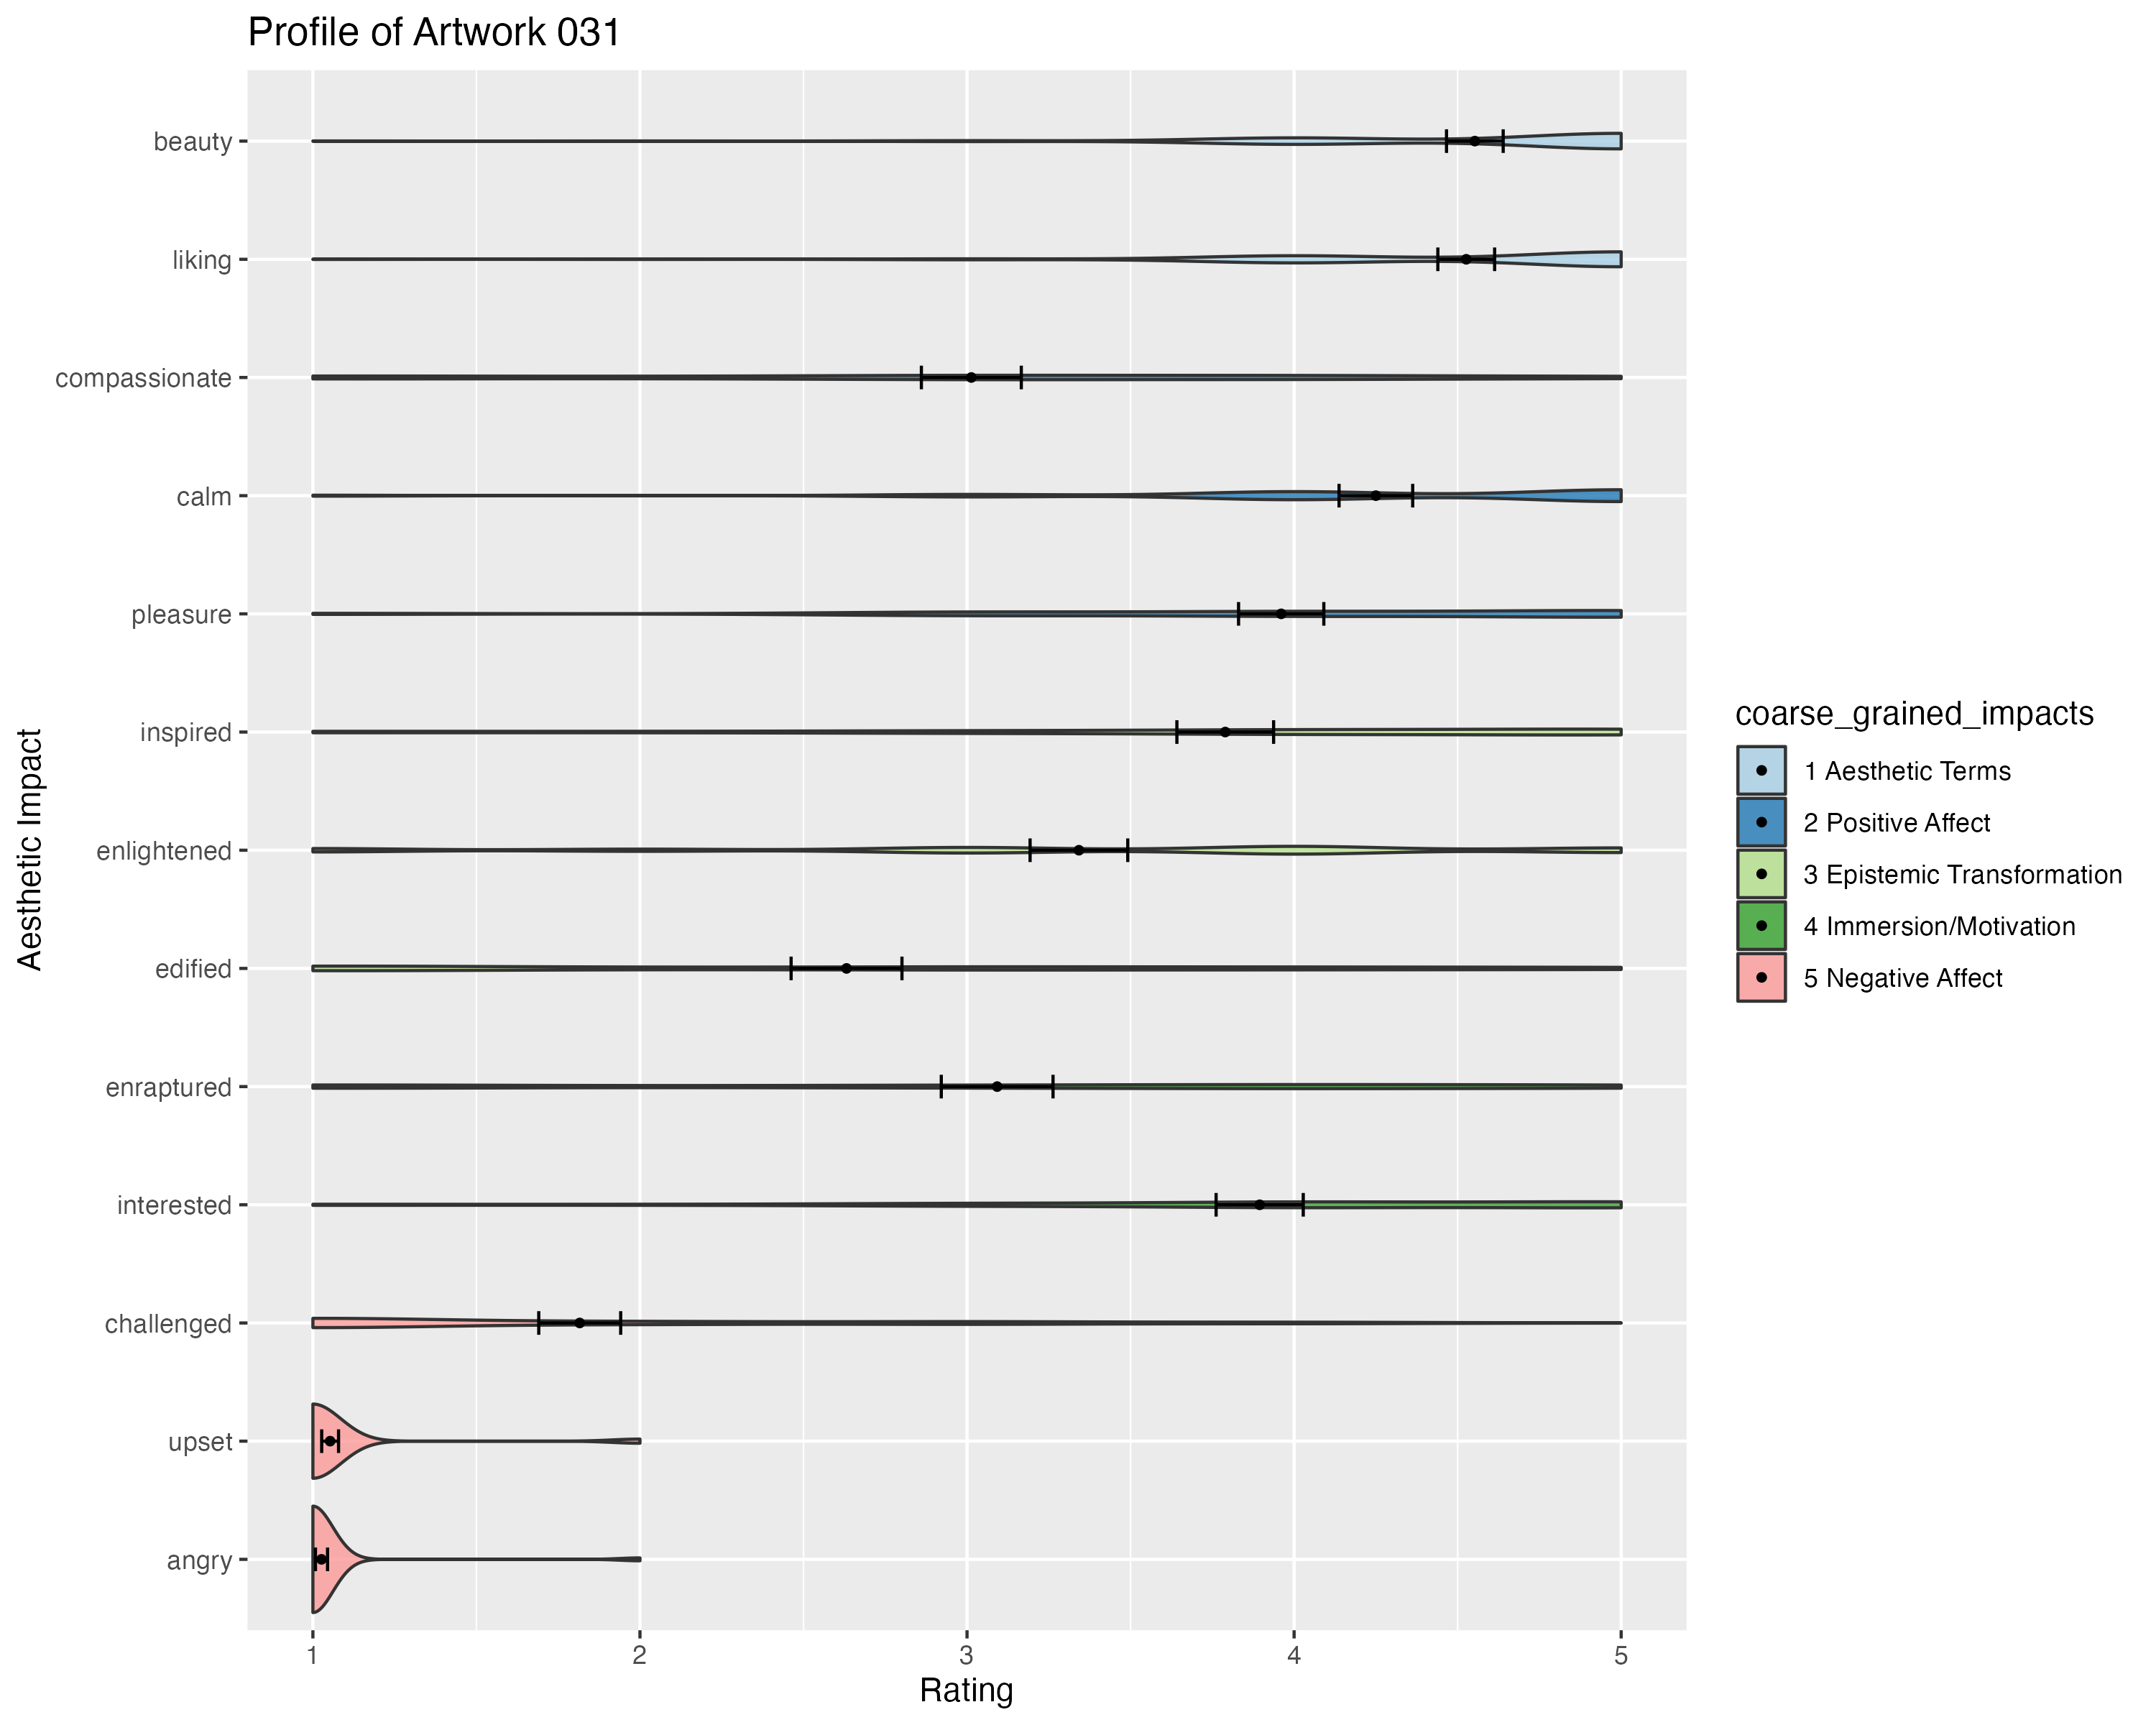 Profile of Artwork 031
Aesthetic Impact
beauty
liking
compassionate
calm
pleasure
inspired
enlightened
edified
enraptured
interested
challenged
upset
angry
1 2 3 4 5
Rating
coarse_grained_impacts
1 Aesthetic Terms
2 Positive Affect
3 Epistemic Transformation
4 Immersion/Motivation
5 Negative Affect